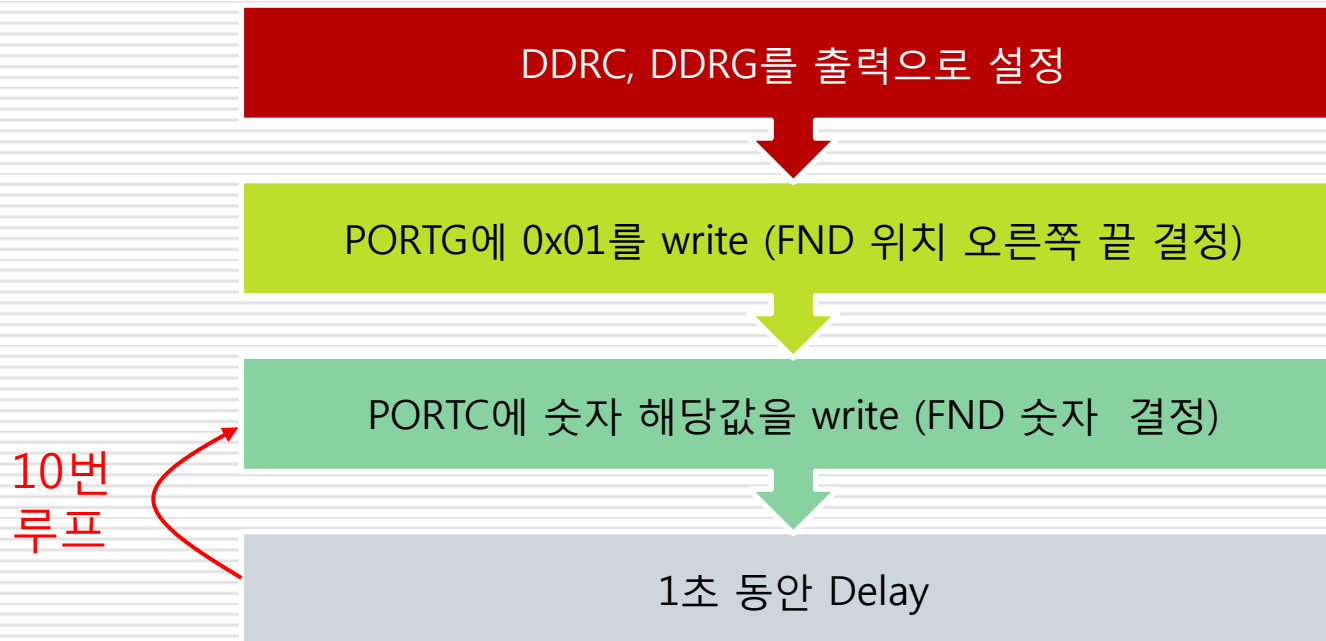 DDRC, DDRG를 출력으로 설정
PORTG에 0x01를 write (FND 위치 오른쪽 끝 결정)
PORTC에 숫자 해당값을 write (FND 숫자 결정)
10번
루프
1초 동안 Delay